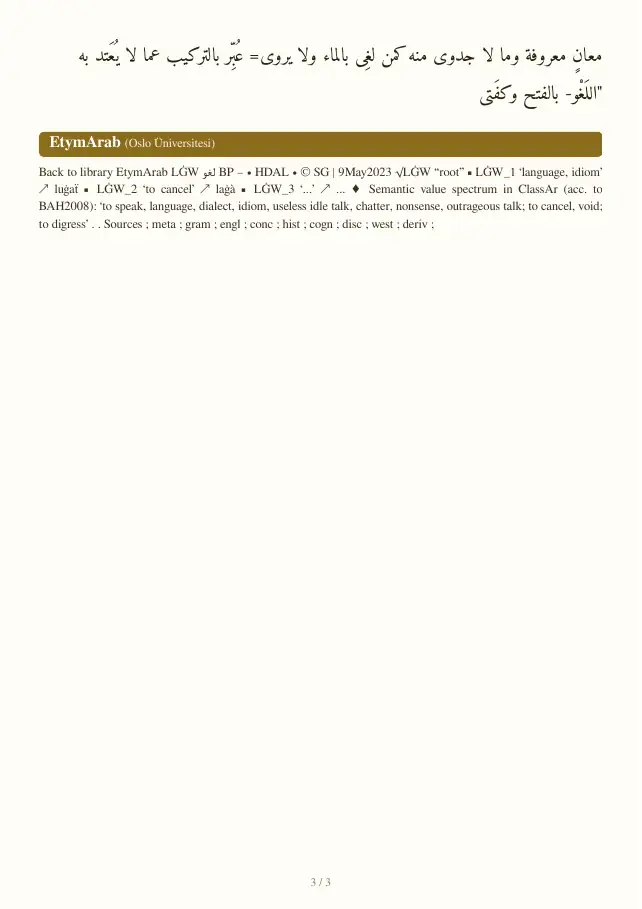 معانٍ معروفة وما لا جدوى منه كمن لغِى بالماء ولا يروى= عُبِّر بالتركيب عما لا يُعَتد به
"اللَغْو- بالفتح وكفَتى
EtymArab (Oslo Üniversitesi)
Back to library EtymArab LĠW لغو BP – • HDAL • © SG | 9May2023 √LĠW “root” ▪ LĠW_1 ‘language, idiom’
↗ luġaẗ ▪ LĠW_2 ‘to cancel’ ↗ laġà ▪ LĠW_3 ‘...’ ↗ ... ♦ Semantic value spectrum in ClassAr (acc. to
BAH2008): ‘to speak, language, dialect, idiom, useless idle talk, chatter, nonsense, outrageous talk; to cancel, void;
to digress’ . . Sources ; meta ; gram ; engl ; conc ; hist ; cogn ; disc ; west ; deriv ;
3 / 3